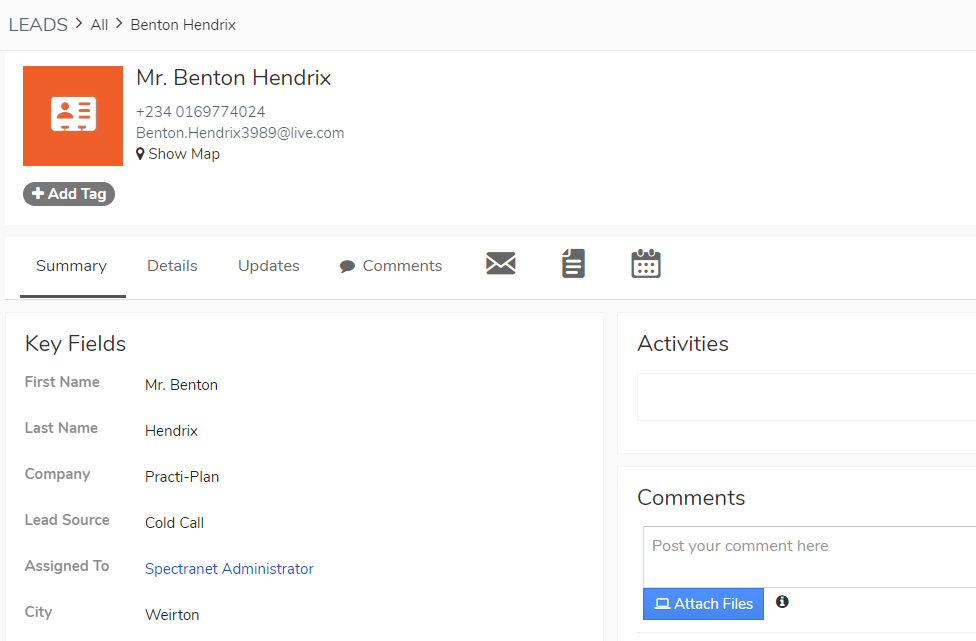 LEADS > All > Benton Hendrix
Mr. Benton Hendrix
+234 0169774024
Benton.Hendrix3989@live.com
Show Map
+ Add Tag
Summary Details Updates Comments
Key Fields
First Name Mr. Benton
Last Name Hendrix
Company Practi-Plan
Lead Source Cold Call
Assigned To Spectranet Administrator
City Weirton
Activities
Comments
Post your comment here
Attach Files